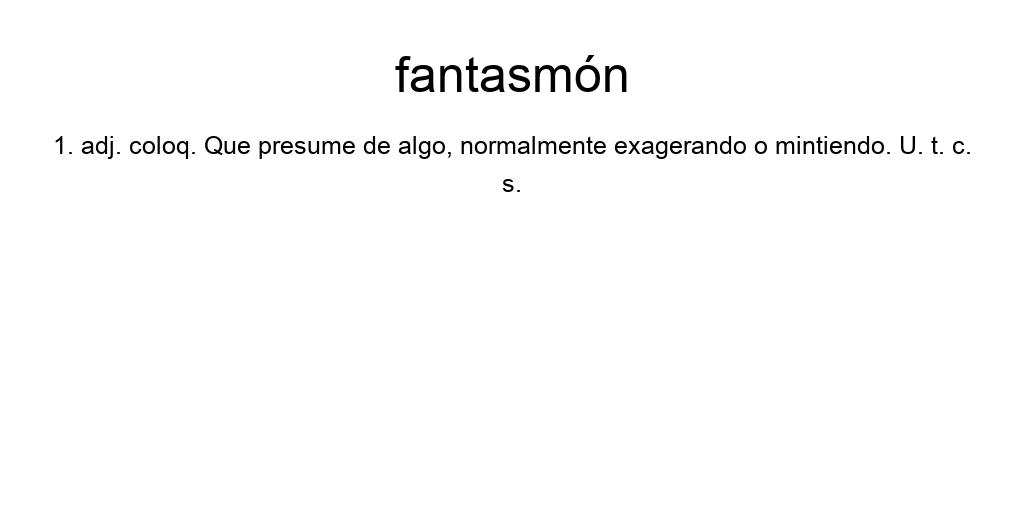 fantasmón
1. adj. coloq. Que presume de algo, normalmente exagerando o mintiendo. U. t. c.
s.